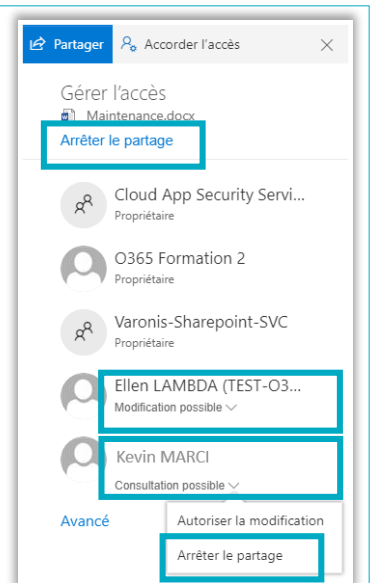 Partager Accorder l'accès
Gérer l'accès
Maintenance.docx
Arrêter le partage
Cloud App Security Servi...
Propriétaire
O365 Formation 2
Propriétaire
Varonis-Sharepoint-SVC
Propriétaire
Ellen LAMBDA (TEST-O3...
Modification possible
Kevin MARCI
Consultation possible
Avancé
Autoriser la modification
Arrêter le partage